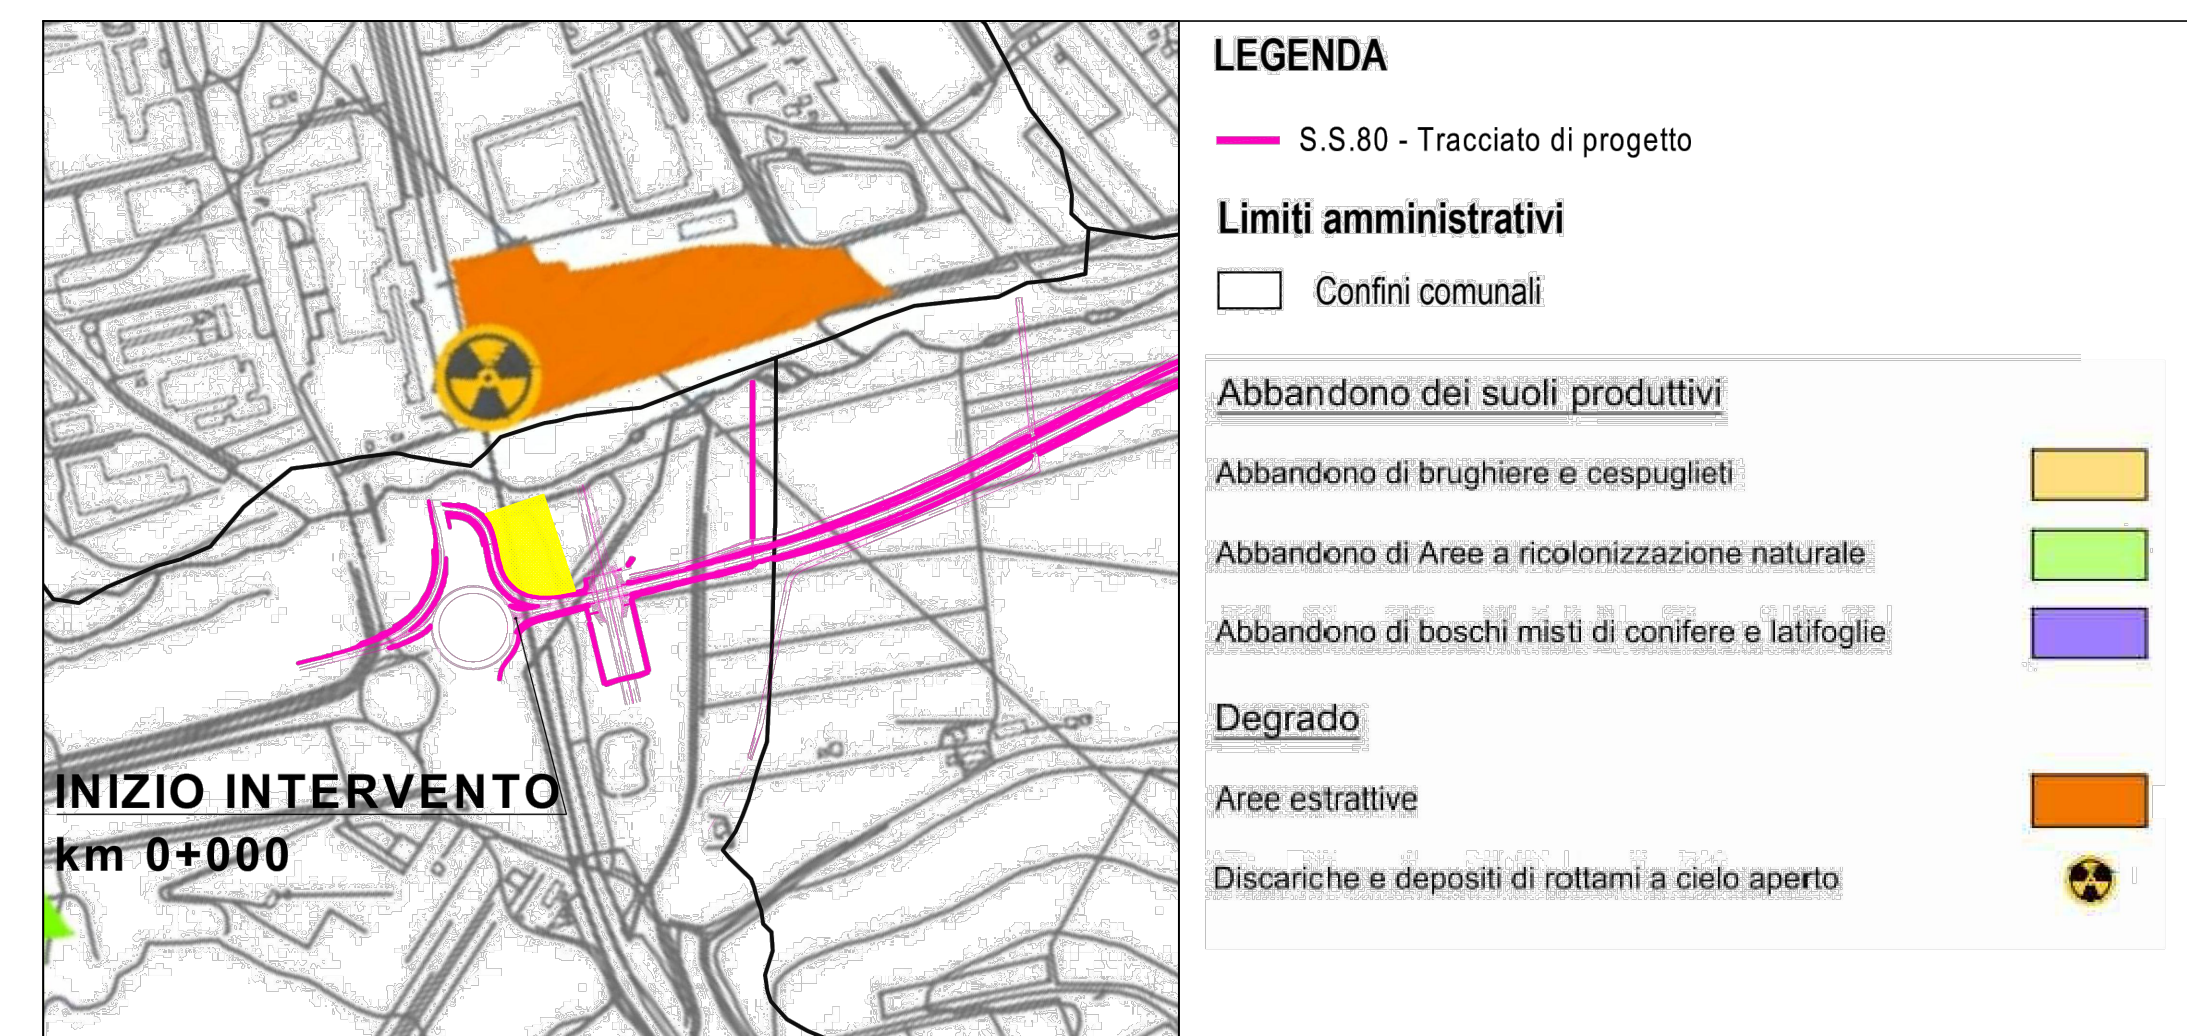 INIZIO INTERVENTO
km 0+000
LEGENDA
S.S.80 - Tracciato di progetto
Limiti amministrativi
Confini comunali
Abbandono dei suoli produttivi
Abbandono di brughiere e cespuglieti
Abbandono di Aree a ricolonizzazione naturale
Abbandono di boschi misti di conifere e latifoglie
Degrado
Aree estrattive
Discariche e depositi di rottami a cielo aperto